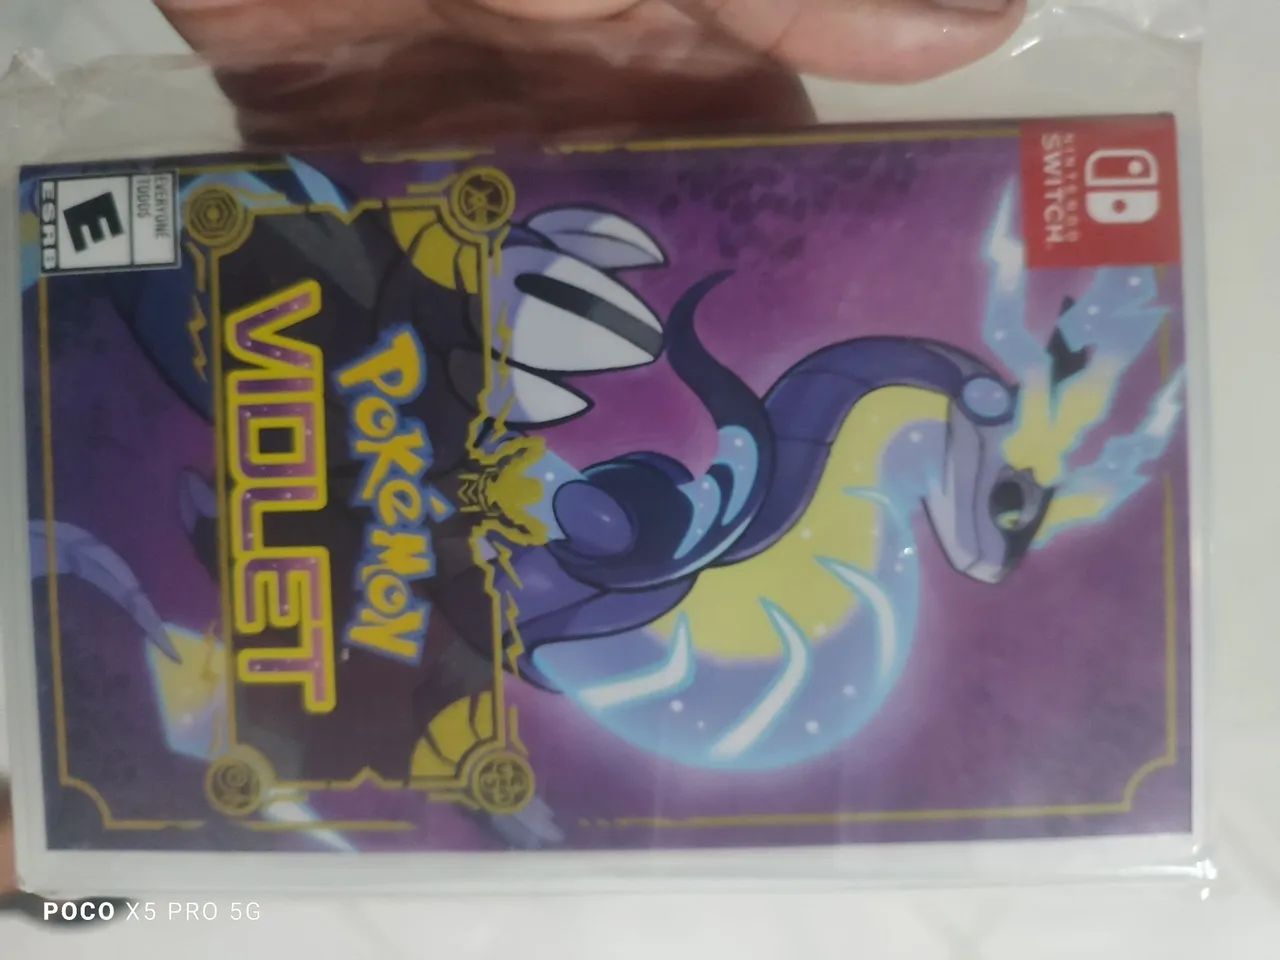 NINTENDO
SWITCH
POKÉMON
VIOLET
EVERYONE
TODOS
E
ESRB
POCO X5 PRO 5G